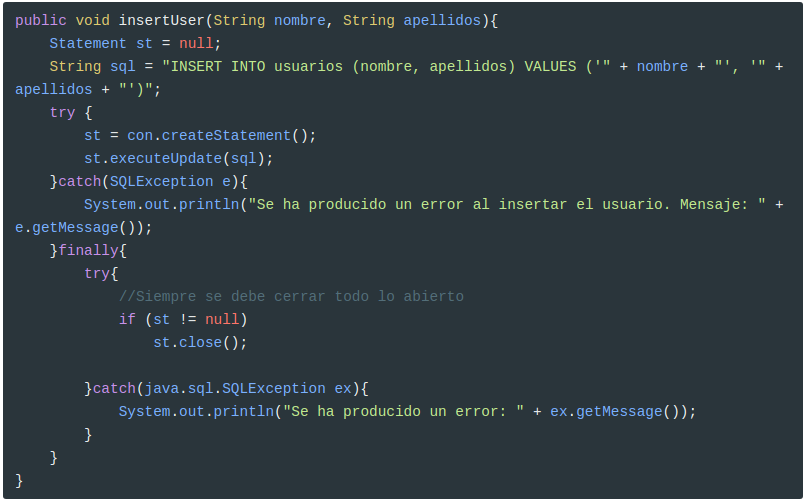 public void insertUser(String nombre, String apellidos){
    Statement st = null;
    String sql = "INSERT INTO usuarios (nombre, apellidos) VALUES ('" + nombre + "', '" +
apellidos + "')";
    try {
        st = con.createStatement();
        st.executeUpdate(sql);
    }catch(SQLException e){
        System.out.println("Se ha producido un error al insertar el usuario. Mensaje: " +
e.getMessage());
    }finally{
        try{
            //Siempre se debe cerrar todo lo abierto
            if (st != null)
                st.close();

        }catch(java.sql.SQLException ex){
            System.out.println("Se ha producido un error: " + ex.getMessage());
        }
    }
}